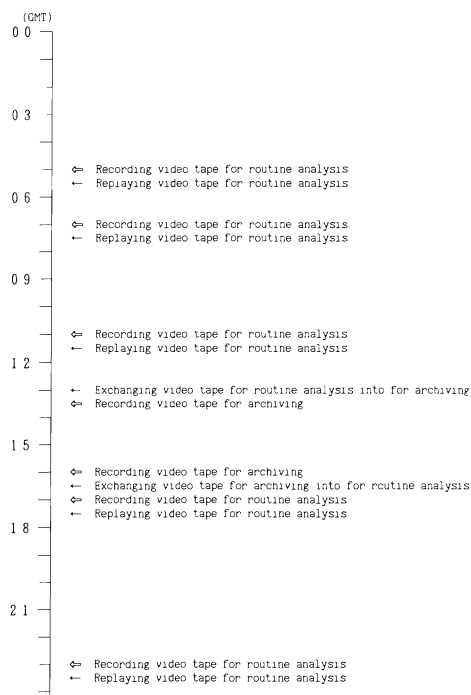 (GMT)
0 0
0 3
⇦ Recording video tape for routine analysis
← Replaying video tape for routine analysis
0 6
⇦ Recording video tape for routine analysis
← Replaying video tape for routine analysis
0 9
⇦ Recording video tape for routine analysis
← Replaying video tape for routine analysis
1 2
← Exchanging video tape for routine analysis into for archiving
⇦ Recording video tape for archiving
1 5
⇦ Recording video tape for archiving
← Exchanging video tape for archiving into for routine analysis
⇦ Recording video tape for routine analysis
← Replaying video tape for routine analysis
1 8
2 1
⇦ Recording video tape for routine analysis
← Replaying video tape for routine analysis